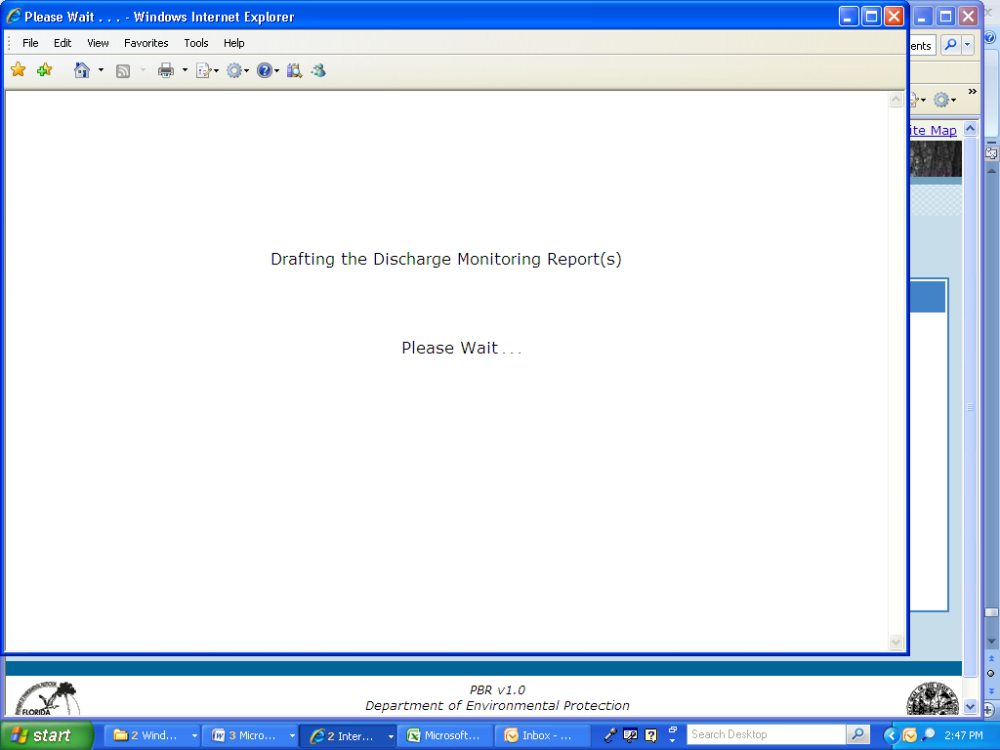 Please Wait . . . - Windows Internet Explorer
File Edit View Favorites Tools Help
ents
ite Map
Drafting the Discharge Monitoring Report(s)
Please Wait . . .
PBR v1.0
Department of Environmental Protection
FLORIDA
start
2 Wind...
3 Micro...
2 Inter...
Microsoft...
Inbox - ...
Search Desktop
2:47 PM